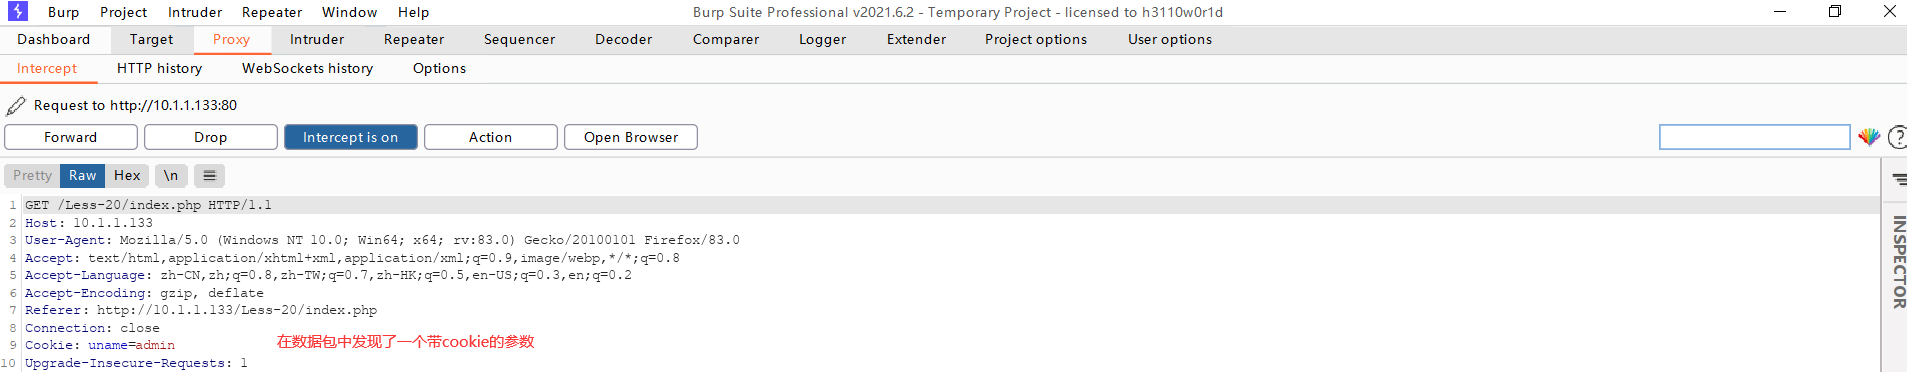 Burp Project Intruder Repeater Window Help Burp Suite Professional v2021.6.2 - Temporary Project - licensed to h3110w0r1d
Dashboard Target Proxy Intruder Repeater Sequencer Decoder Comparer Logger Extender Project options User options
Intercept HTTP history WebSockets history Options
Request to http://10.1.1.133:80
Forward Drop Intercept is on Action Open Browser ?
Pretty Raw Hex \n
1 GET /Less-20/index.php HTTP/1.1
2 Host: 10.1.1.133
3 User-Agent: Mozilla/5.0 (Windows NT 10.0; Win64; x64; rv:83.0) Gecko/20100101 Firefox/83.0
4 Accept: text/html,application/xhtml+xml,application/xml;q=0.9,image/webp,*/*;q=0.8
5 Accept-Language: zh-CN,zh;q=0.8,zh-TW;q=0.7,zh-HK;q=0.5,en-US;q=0.3,en;q=0.2
6 Accept-Encoding: gzip, deflate
7 Referer: http://10.1.1.133/Less-20/index.php
8 Connection: close
9 Cookie: uname=admin 在数据包中发现了一个带cookie的参数
10 Upgrade-Insecure-Requests: 1
INSPECTOR